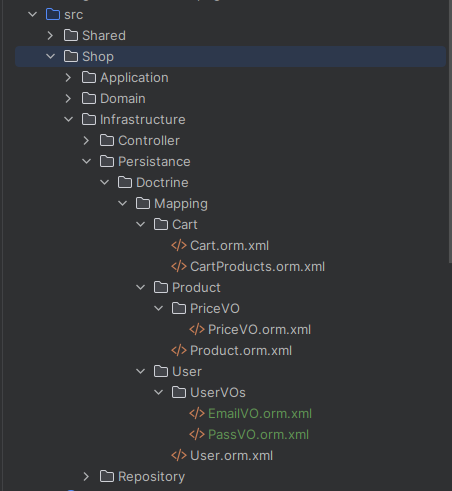 src
Shared
Shop
Application
Domain
Infrastructure
Controller
Persistance
Doctrine
Mapping
Cart
Cart.orm.xml
CartProducts.orm.xml
Product
PriceVO
PriceVO.orm.xml
Product.orm.xml
User
UserVOs
EmailVO.orm.xml
PassVO.orm.xml
User.orm.xml
Repository